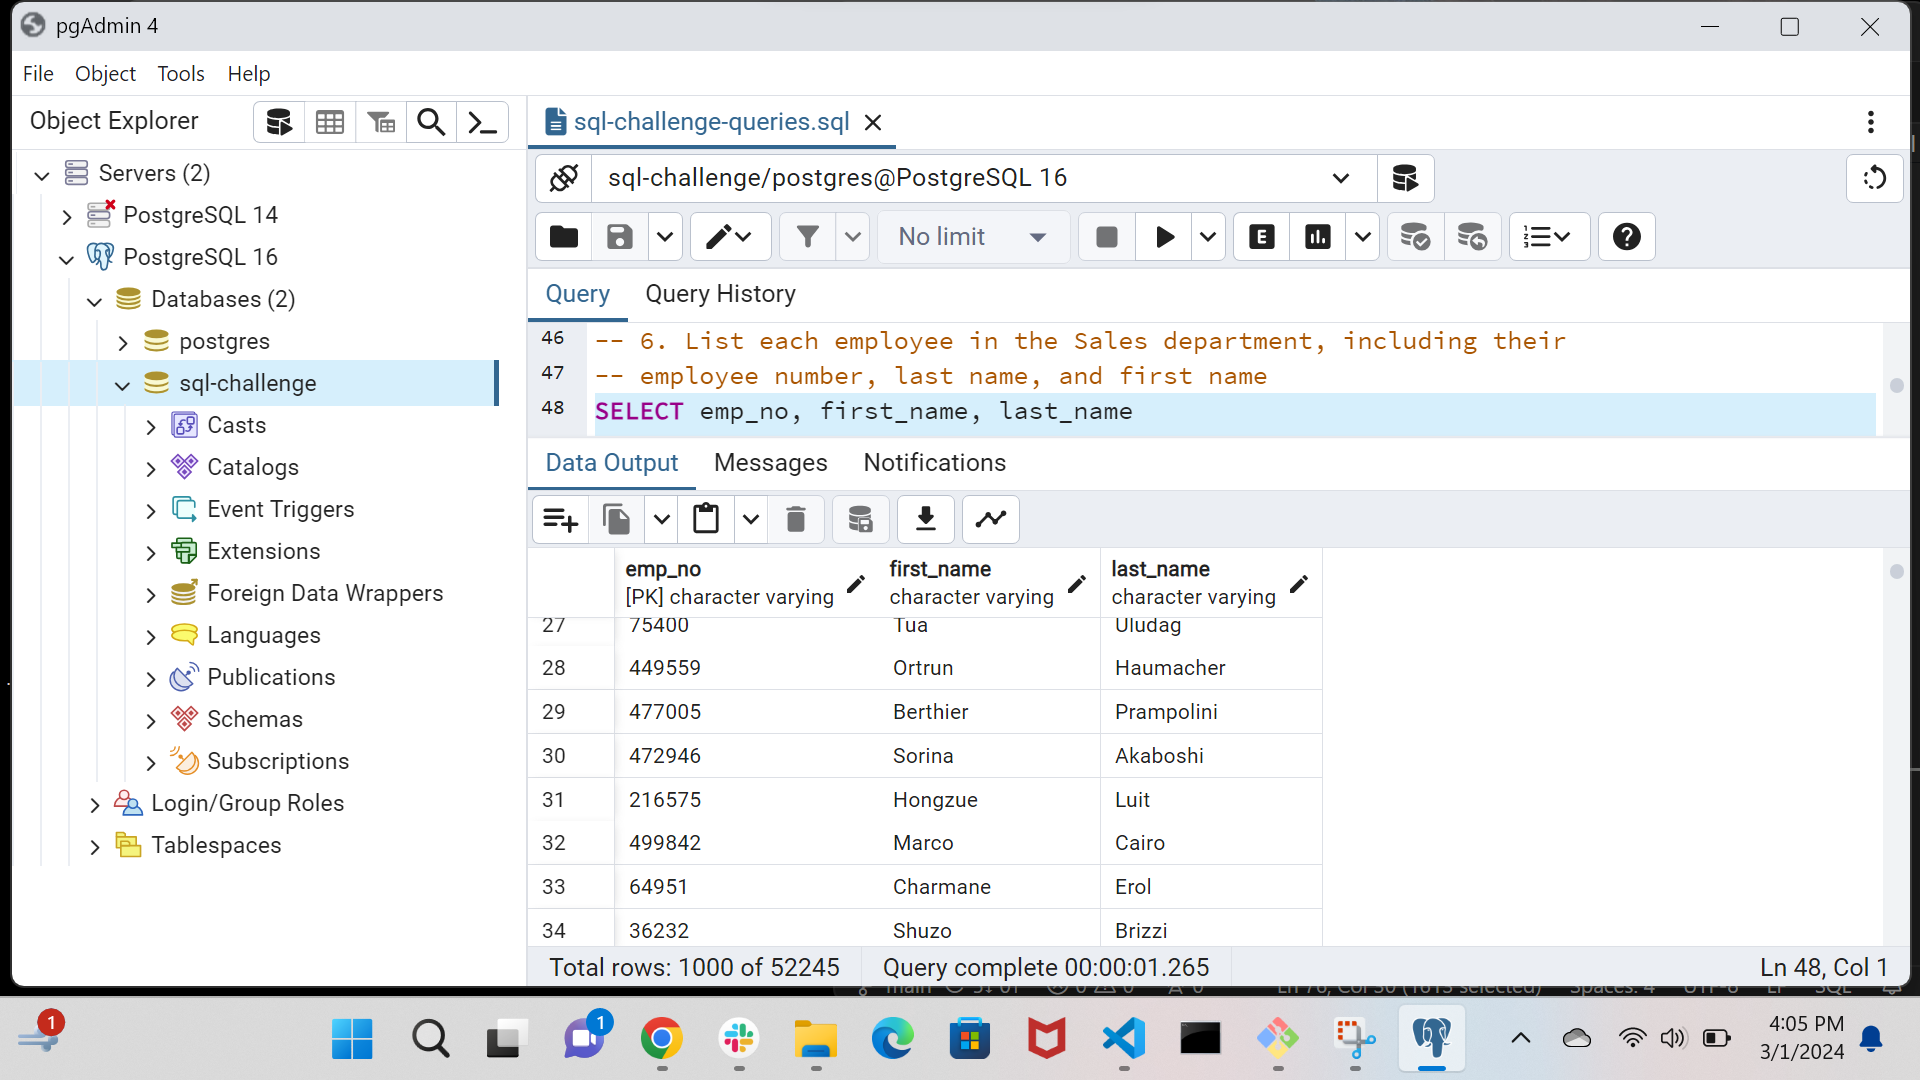 pgAdmin 4
File Object Tools Help
Object Explorer
sql-challenge-queries.sql
Servers (2)
PostgreSQL 14
PostgreSQL 16
Databases (2)
postgres
sql-challenge
Casts
Catalogs
Event Triggers
Extensions
Foreign Data Wrappers
Languages
Publications
Schemas
Subscriptions
Login/Group Roles
Tablespaces
sql-challenge/postgres@PostgreSQL 16
No limit
E
Query Query History
46 -- 6. List each employee in the Sales department, including their
47 -- employee number, last name, and first name
48 SELECT emp_no, first_name, last_name
Data Output Messages Notifications
emp_no first_name last_name
[PK] character varying character varying character varying
27 75400 Tua Uludag
28 449559 Ortrun Haumacher
29 477005 Berthier Prampolini
30 472946 Sorina Akaboshi
31 216575 Hongzue Luit
32 499842 Marco Cairo
33 64951 Charmane Erol
34 36232 Shuzo Brizzi
Total rows: 1000 of 52245 Query complete 00:00:01.265 Ln 48, Col 1
1
1
4:05 PM
3/1/2024